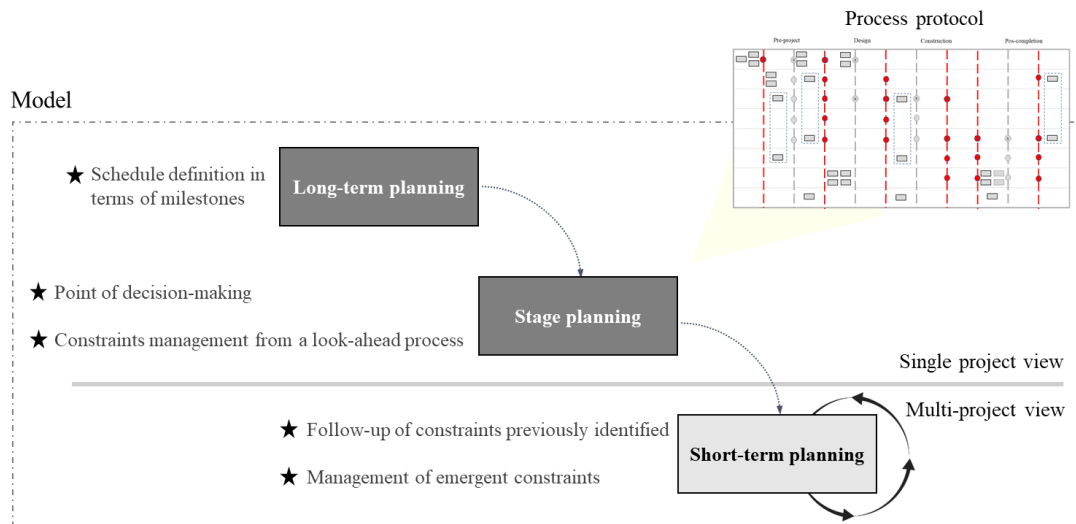 Process protocol
Pre-project
Design
Construction
Pos-completion
Model
★ Schedule definition in
terms of milestones
Long-term planning
★ Point of decision-making
★ Constraints management from a look-ahead process
Stage planning
Single project view
Multi-project view
★ Follow-up of constraints previously identified
★ Management of emergent constraints
Short-term planning